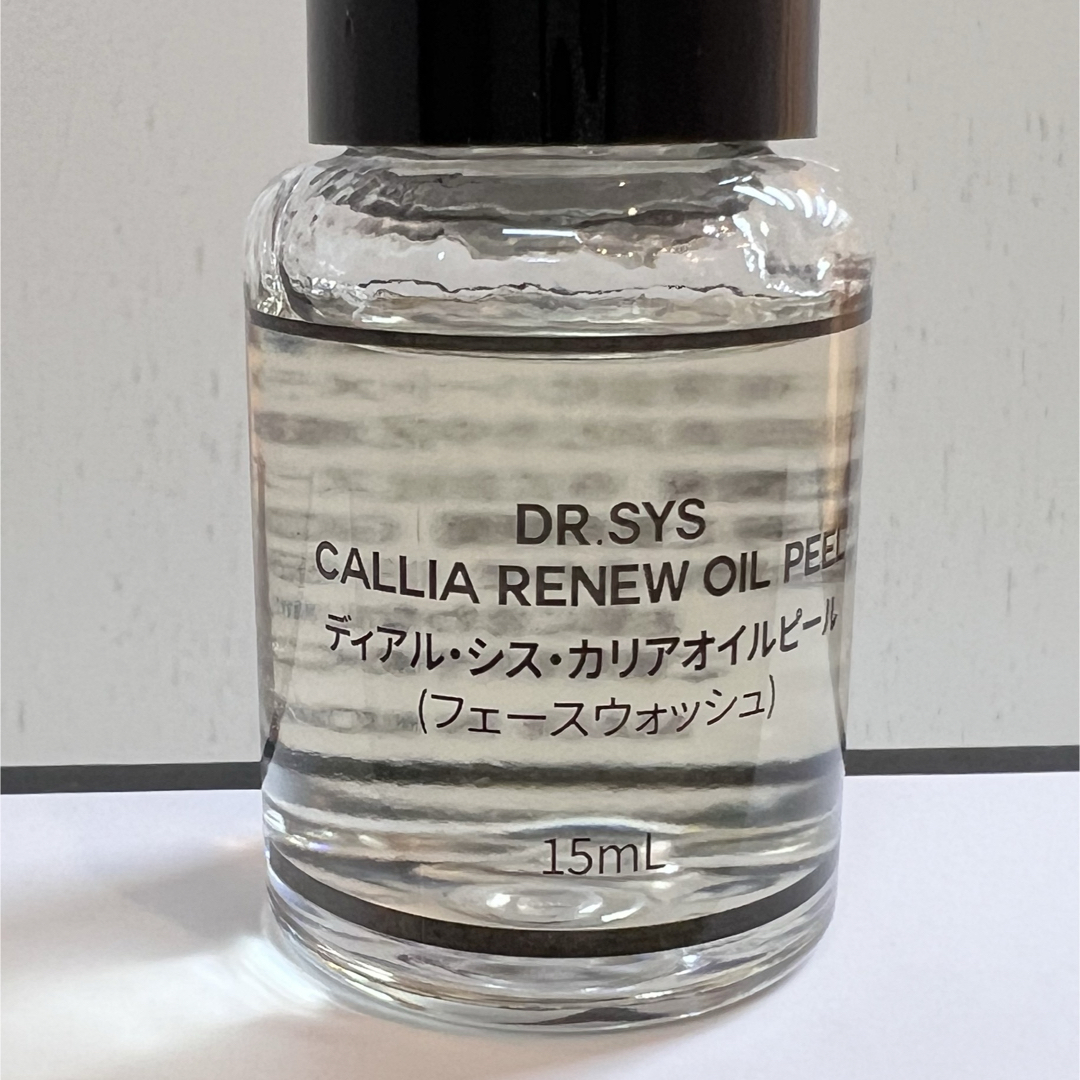 DR.SYS
CALLIA RENEW OIL PEEL
ディアル・シス・カリアオイルピール
(フェースウォッシュ)
15mL